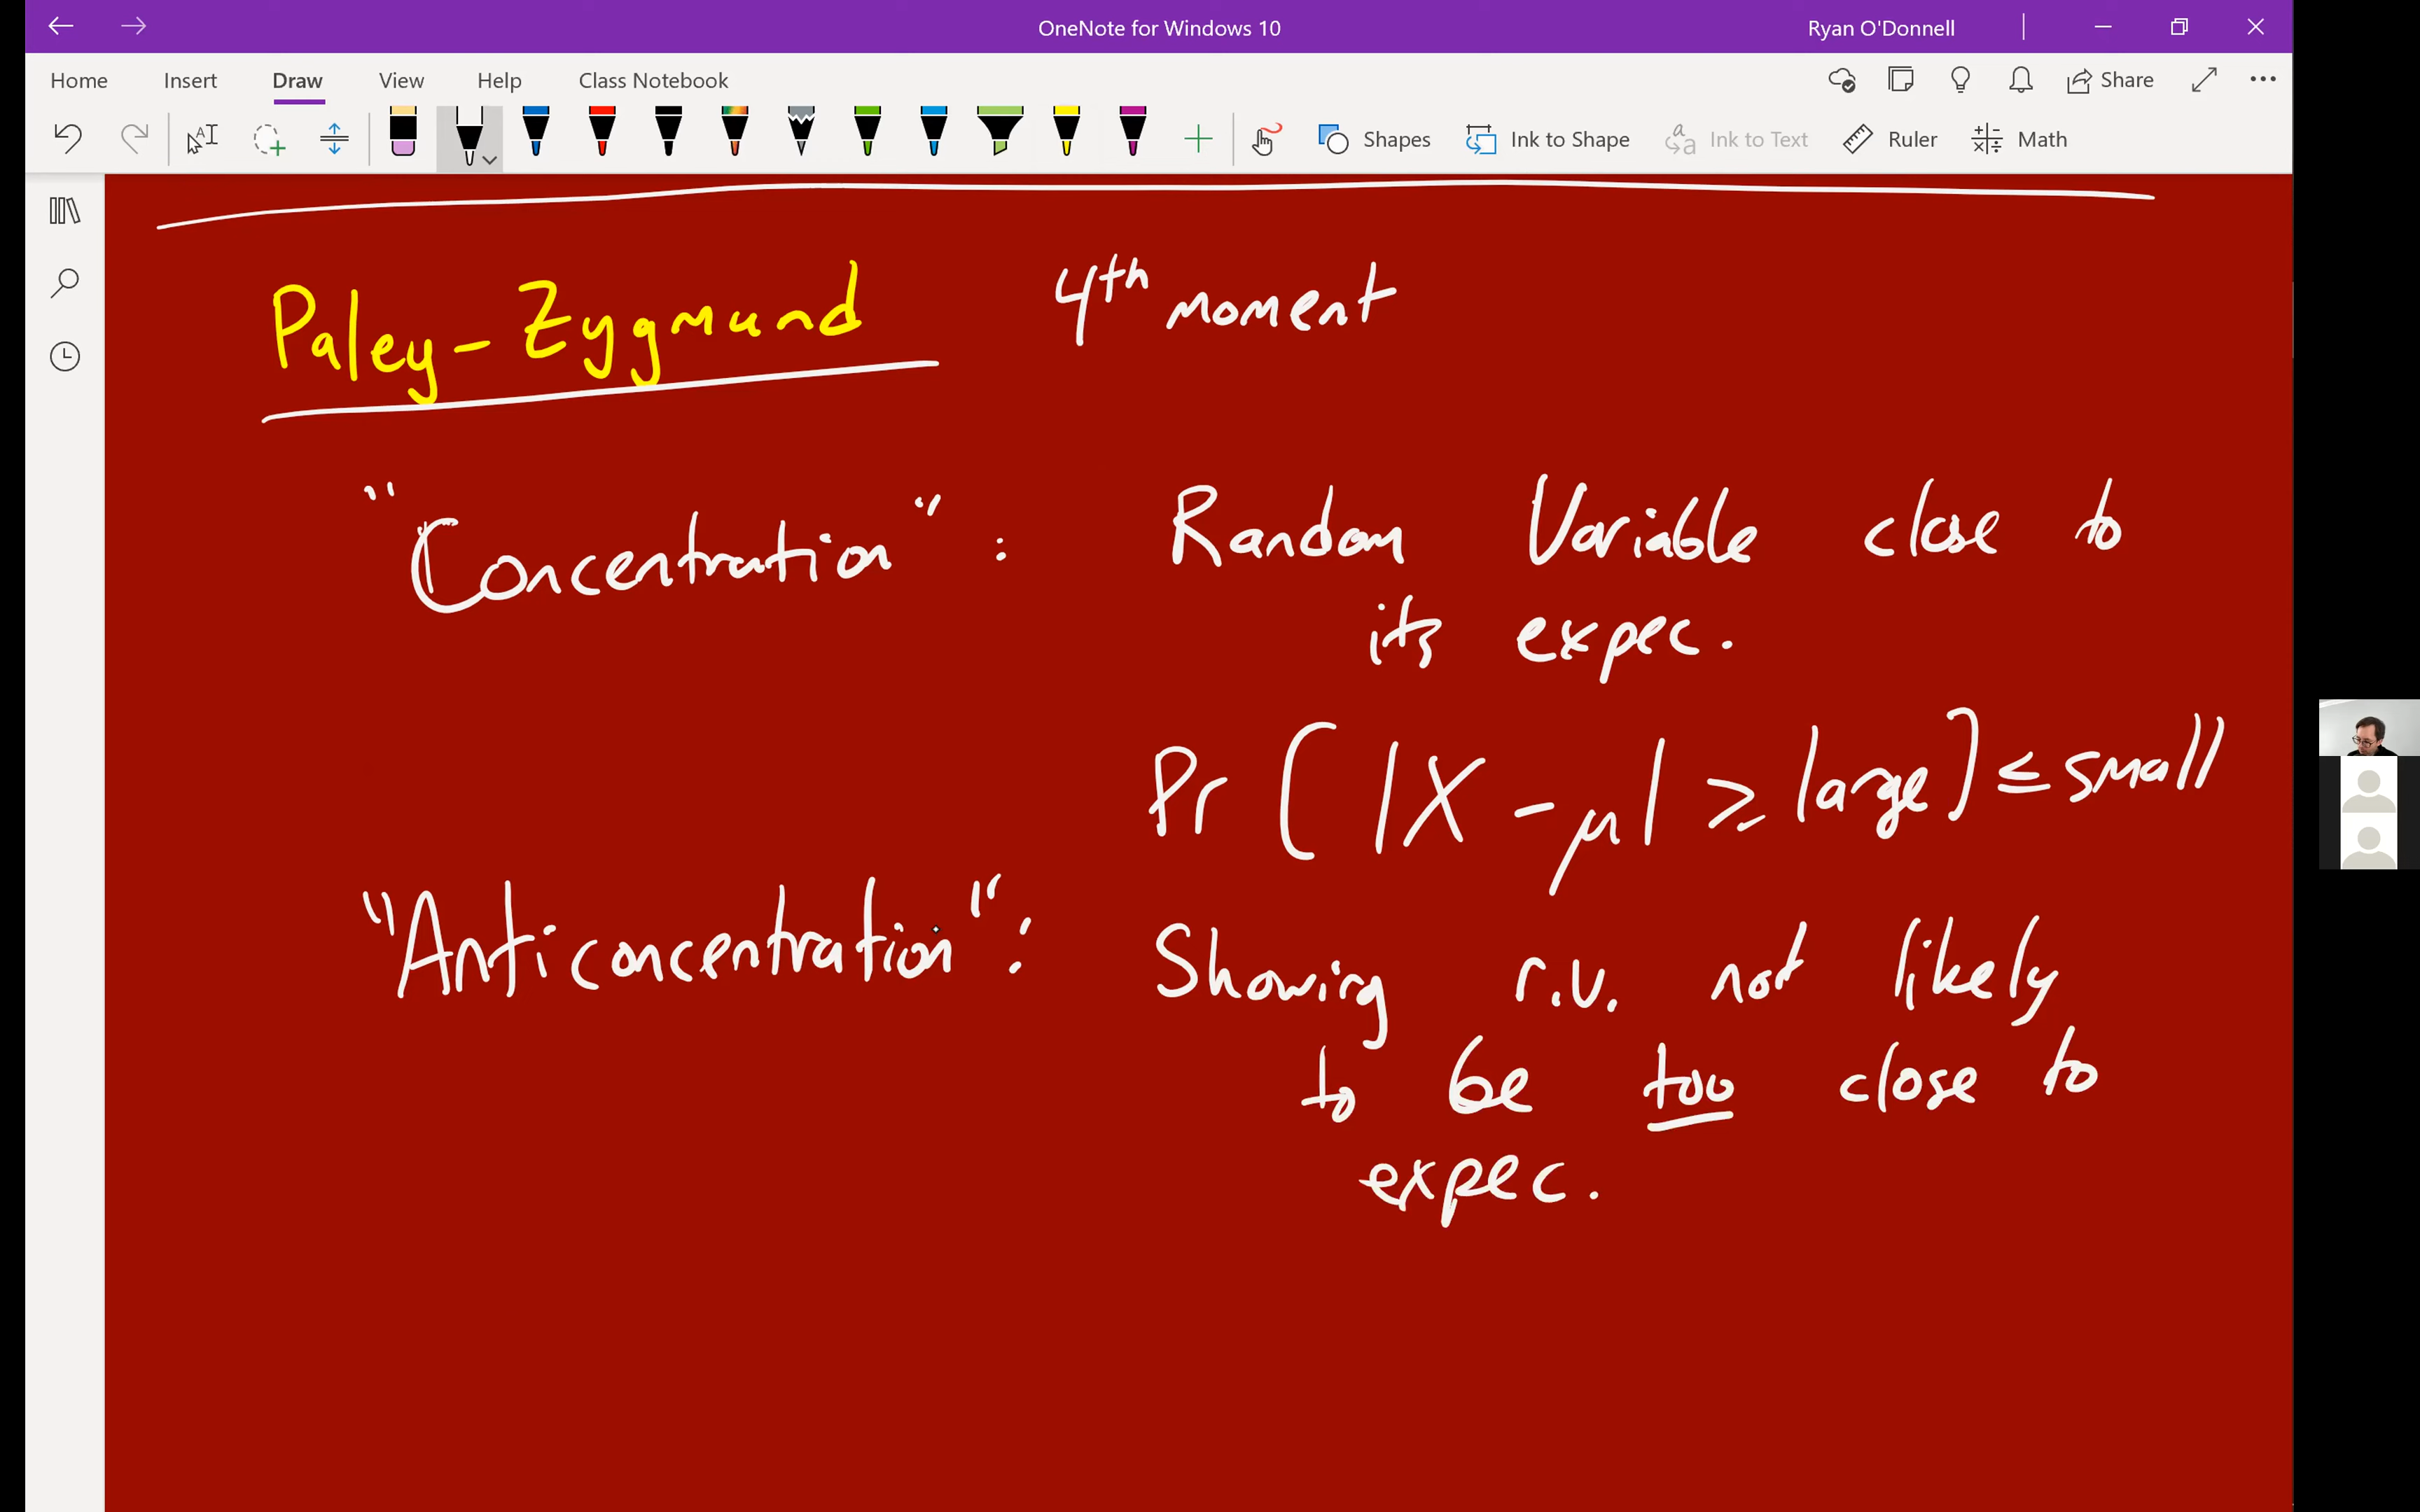 OneNote for Windows 10
Ryan O'Donnell
Home Insert Draw View Help Class Notebook
Share
Shapes Ink to Shape Ink to Text Ruler Math
Paley-Zygmund 4th moment
"Concentration" : Random Variable close to
its expec.
Pr [ |X - μ| ≥ large ] ≤ small
"Anticoncentration" : Showing r.v. not likely
to be too close to
expec.